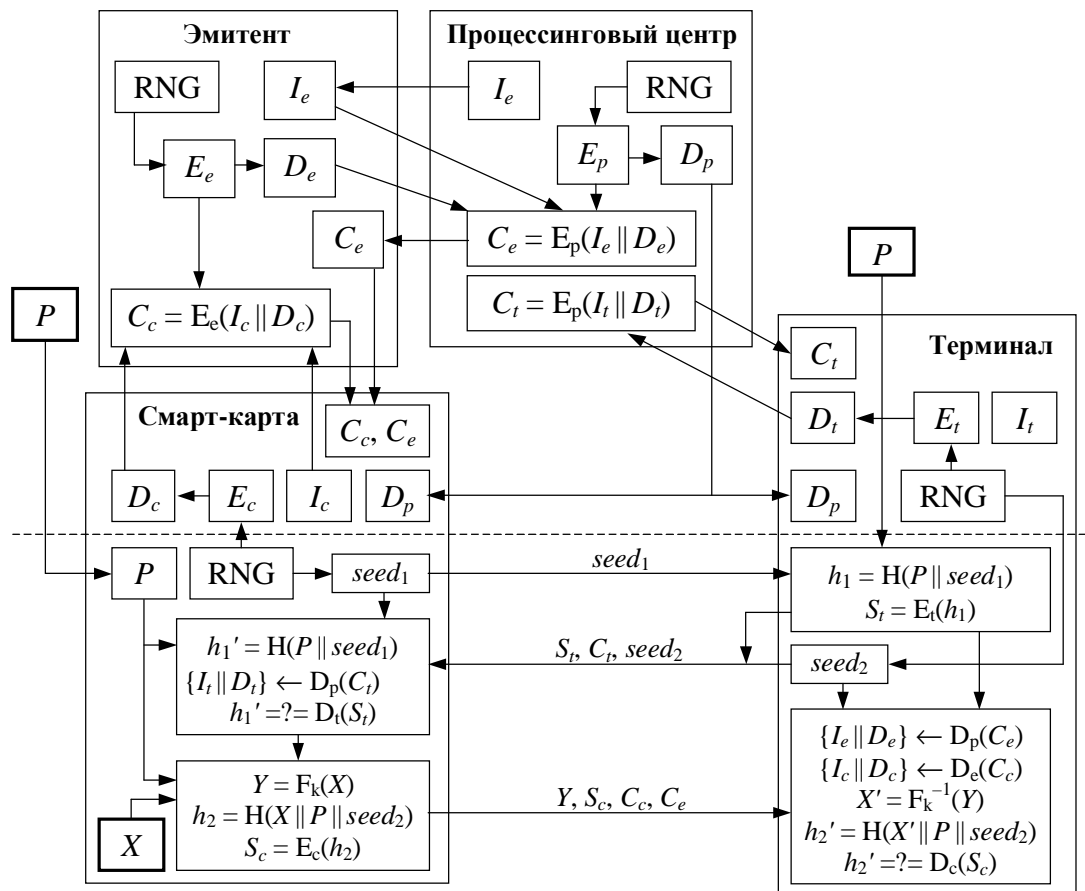 Эмитент
Процессинговый центр
RNG
I_e
I_e
RNG
E_e
D_e
E_p
D_p
C_e
C_e = E_p(I_e || D_e)
P
P
C_c = E_e(I_c || D_c)
C_t = E_p(I_t || D_t)
C_t
Терминал
Смарт-карта
C_c, C_e
D_t
E_t
I_t
D_c
E_c
I_c
D_p
D_p
RNG
P
RNG
seed_1
seed_1
h_1 = H(P || seed_1)
S_t = E_t(h_1)
h_1′ = H(P || seed_1)
{I_t || D_t} ← D_p(C_t)
h_1′ =?= D_t(S_t)
S_t, C_t, seed_2
seed_2
Y = F_k(X)
h_2 = H(X || P || seed_2)
S_c = E_c(h_2)
X
Y, S_c, C_c, C_e
{I_e || D_e} ← D_p(C_e)
{I_c || D_c} ← D_e(C_c)
X′ = F_k^{-1}(Y)
h_2′ = H(X′ || P || seed_2)
h_2′ =?= D_c(S_c)